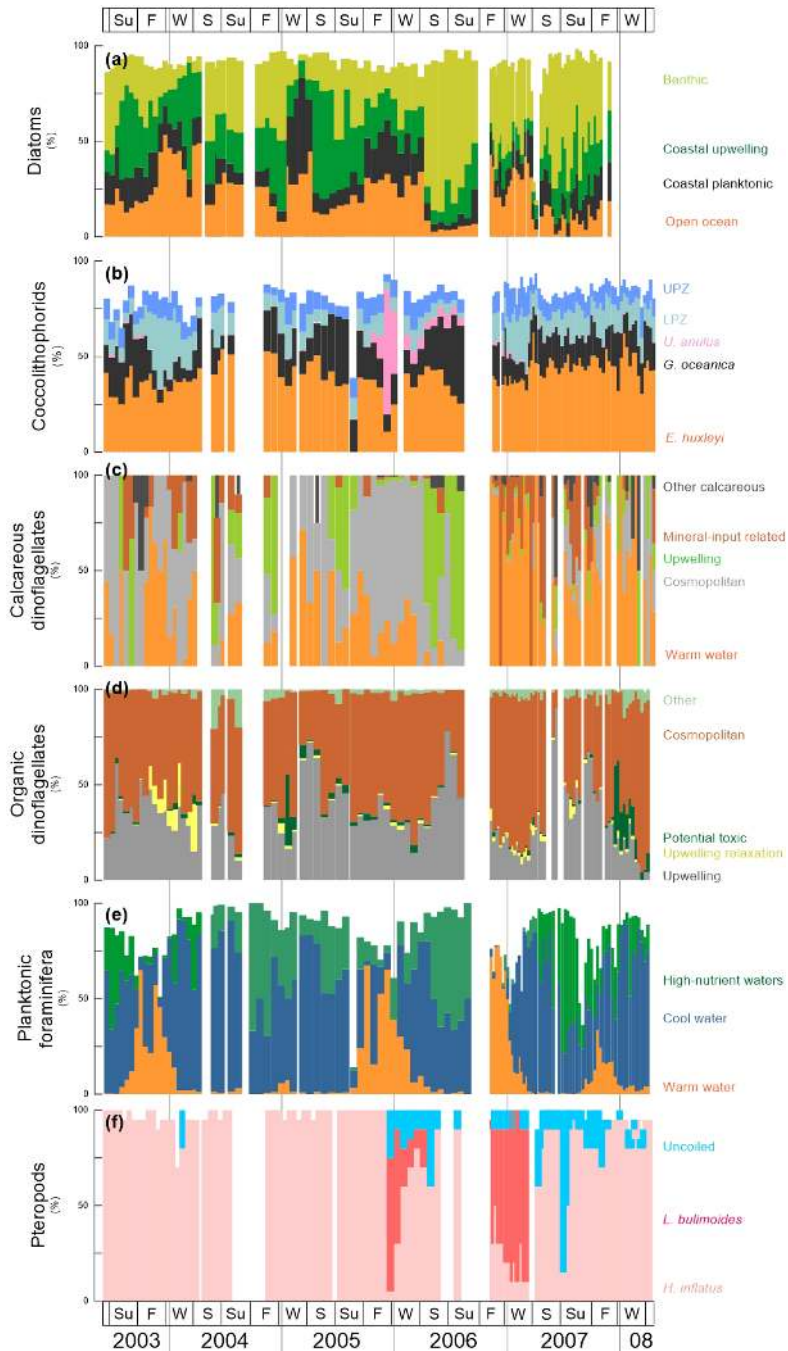 Su F W S Su F W S Su F W S Su F W S Su F W
(a)
100
50
0
Diatoms
(%)
Benthic
Coastal upwelling
Coastal planktonic
Open ocean
(b)
100
50
0
Coccolithophorids
(%)
UPZ
LPZ
U. anulus
G. oceanica
E. huxleyi
(c)
100
50
0
Calcareous
dinoflagellates
(%)
Other calcareous
Mineral-input related
Upwelling
Cosmopolitan
Warm water
(d)
100
50
0
Organic
dinoflagellates
(%)
Other
Cosmopolitan
Potential toxic
Upwelling relaxation
Upwelling
(e)
100
50
0
Planktonic
foraminifera
(%)
High-nutrient waters
Cool water
Warm water
(f)
100
50
0
Pteropods
(%)
Uncoiled
L. bulimoides
H. inflatus
Su F W S Su F W S Su F W S Su F W S Su F W
2003 2004 2005 2006 2007 08